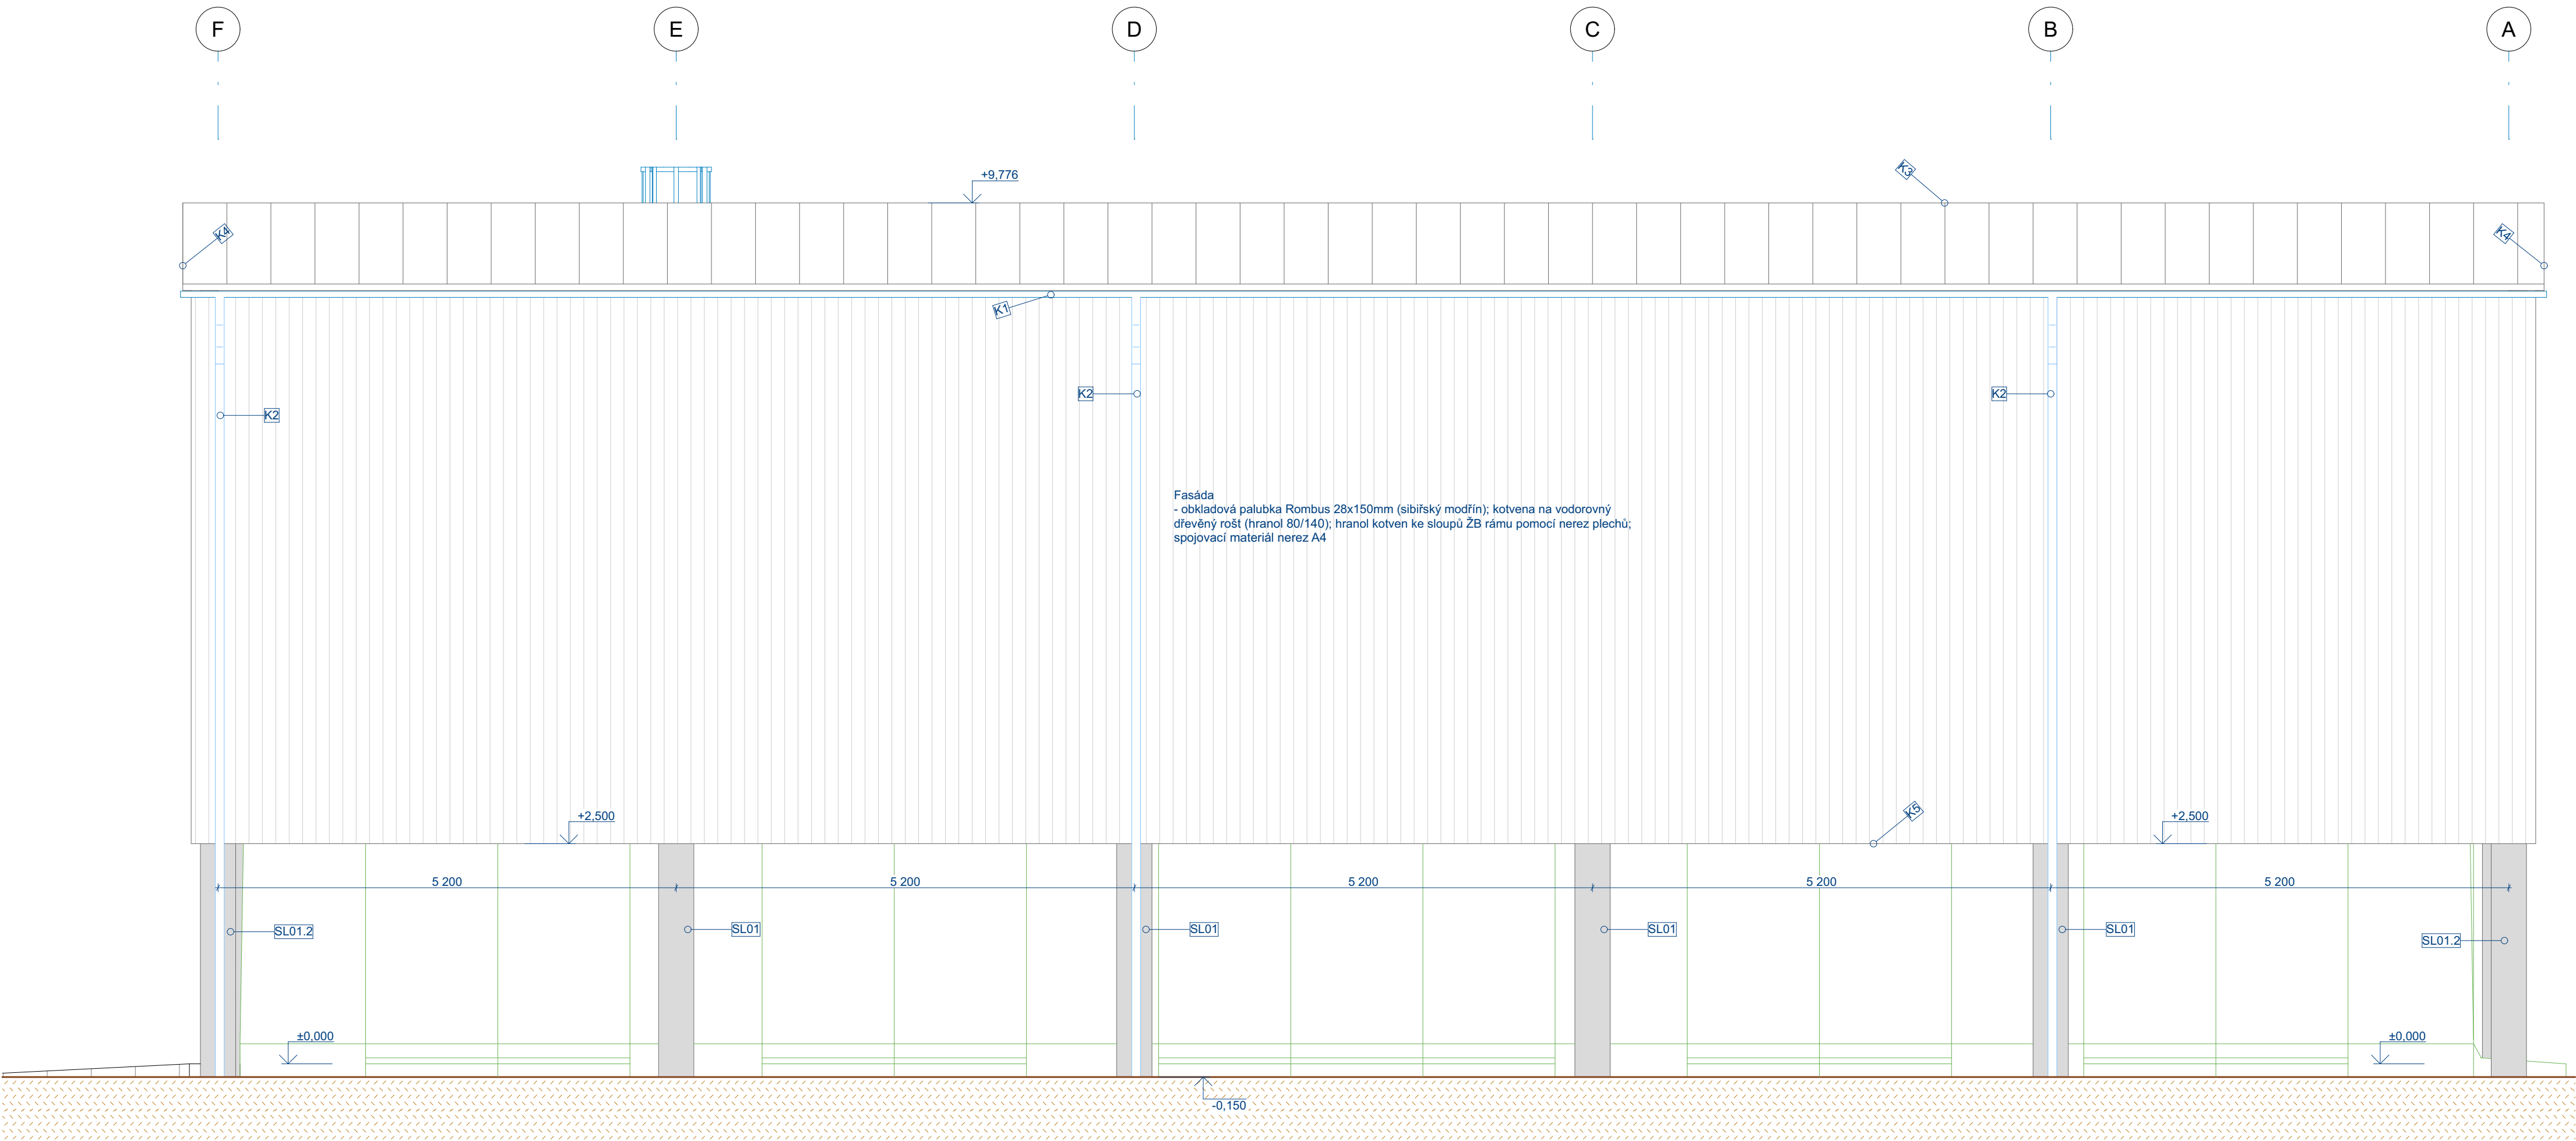 F
E
D
C
B
A
+9,776
K3
K4
K4
K1
K2
K2
K2
Fasáda
- obkladová palubka Rombus 28x150mm (sibiřský modřín); kotvena na vodorovný
dřevěný rošt (hranol 80/140); hranol kotven ke sloupů ŽB rámu pomocí nerez plechů;
spojovací materiál nerez A4
+2,500
K5
+2,500
5 200
5 200
5 200
5 200
5 200
SL01.2
SL01
SL01
SL01
SL01
SL01.2
±0,000
±0,000
-0,150